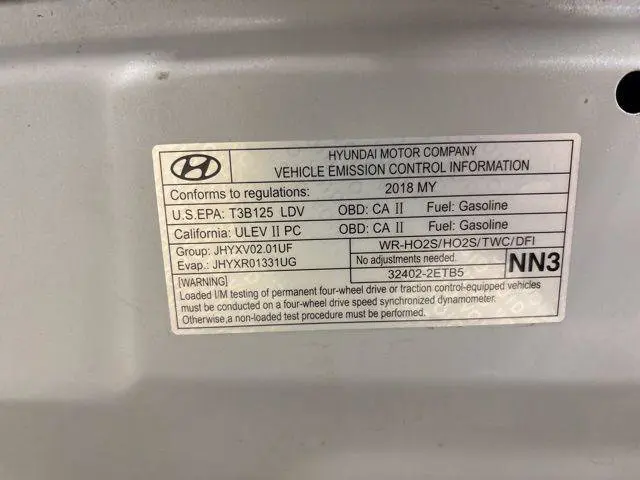 HYUNDAI MOTOR COMPANY
VEHICLE EMISSION CONTROL INFORMATION
Conforms to regulations: 2018 MY
U.S.EPA: T3B125 LDV OBD: CA II Fuel: Gasoline
California: ULEV II PC OBD: CA II Fuel: Gasoline
Group: JHYXV02.01UF WR-HO2S/HO2S/TWC/DFI
Evap.: JHYXR01331UG No adjustments needed. NN3
32402-2ETB5
[WARNING]
Loaded I/M testing of permanent four-wheel drive or traction control-equipped vehicles
must be conducted on a four-wheel drive speed synchronized dynamometer.
Otherwise,a non-loaded test procedure must be performed.